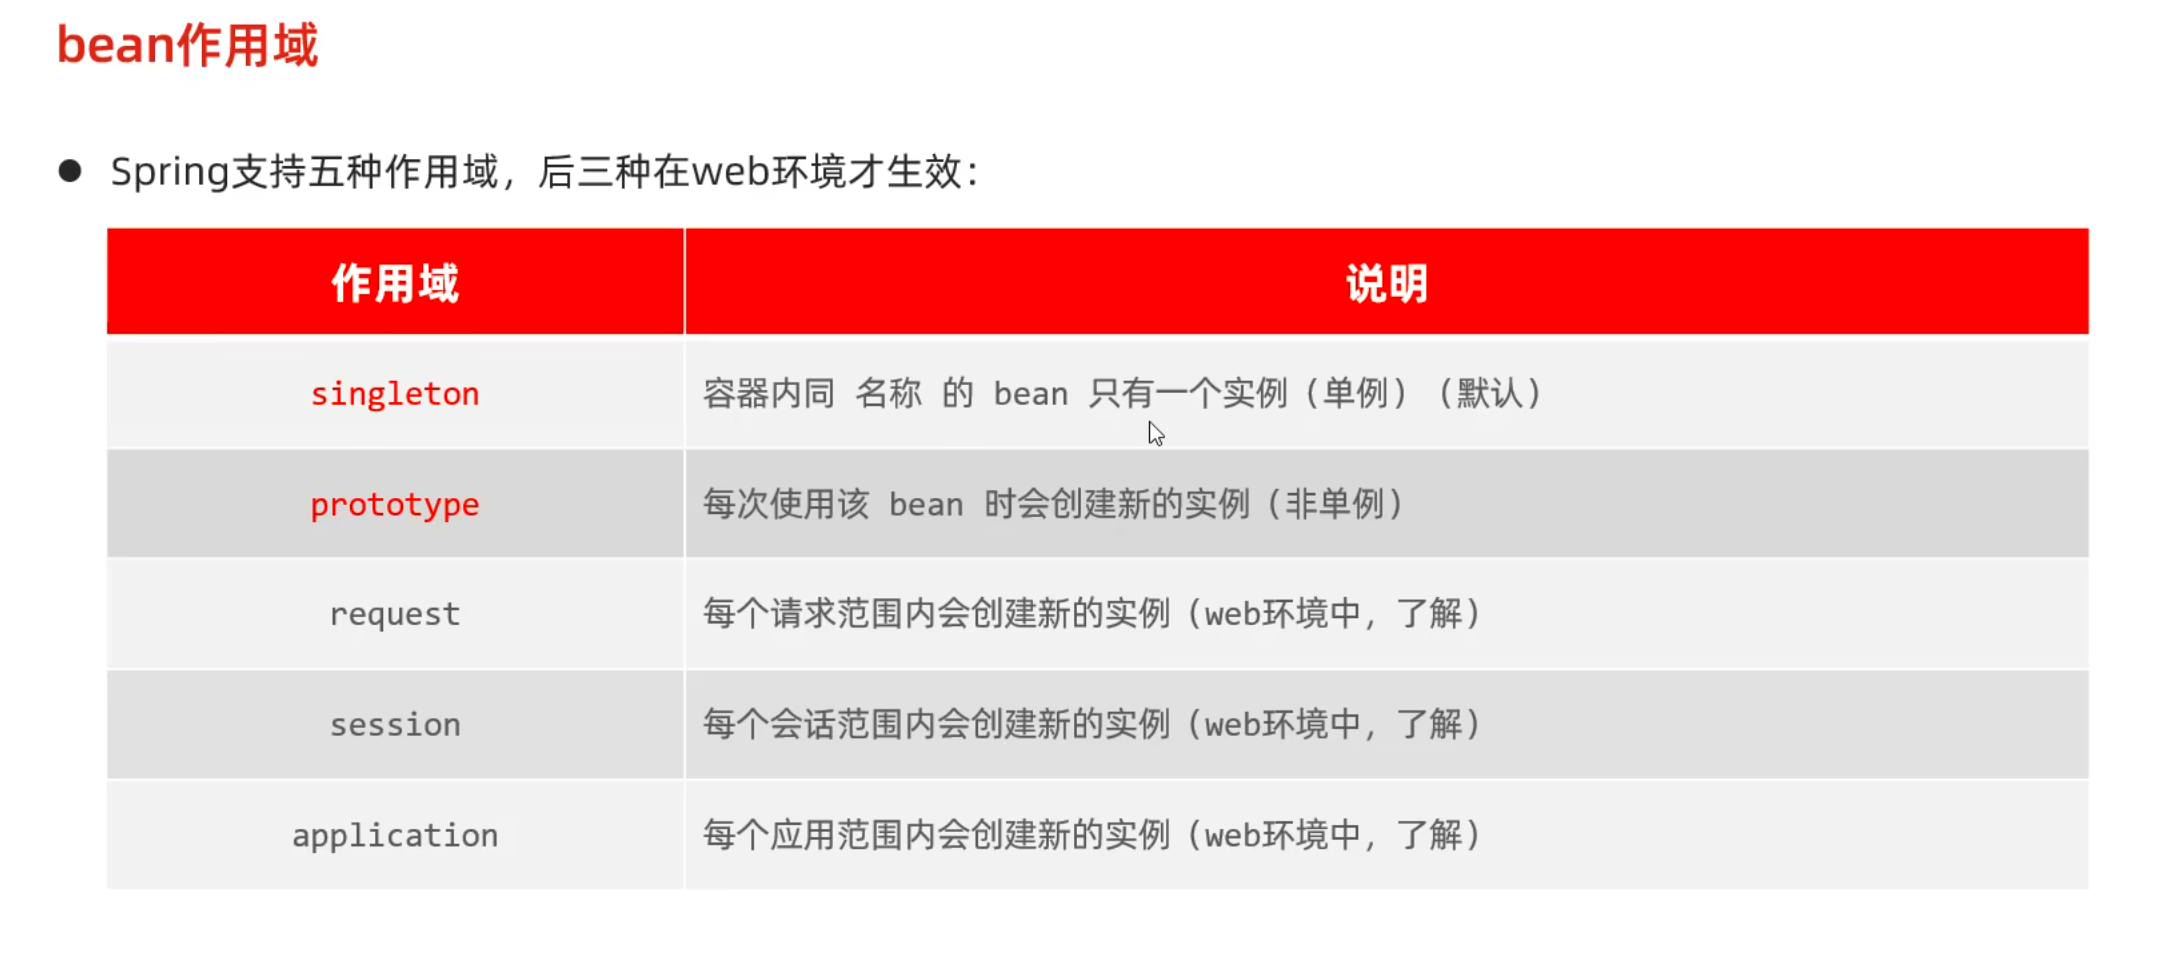 bean作用域
● Spring支持五种作用域，后三种在web环境才生效：
作用域 说明
singleton 容器内同 名称 的 bean 只有一个实例（单例）（默认）
prototype 每次使用该 bean 时会创建新的实例（非单例）
request 每个请求范围内会创建新的实例（web环境中，了解）
session 每个会话范围内会创建新的实例（web环境中，了解）
application 每个应用范围内会创建新的实例（web环境中，了解）